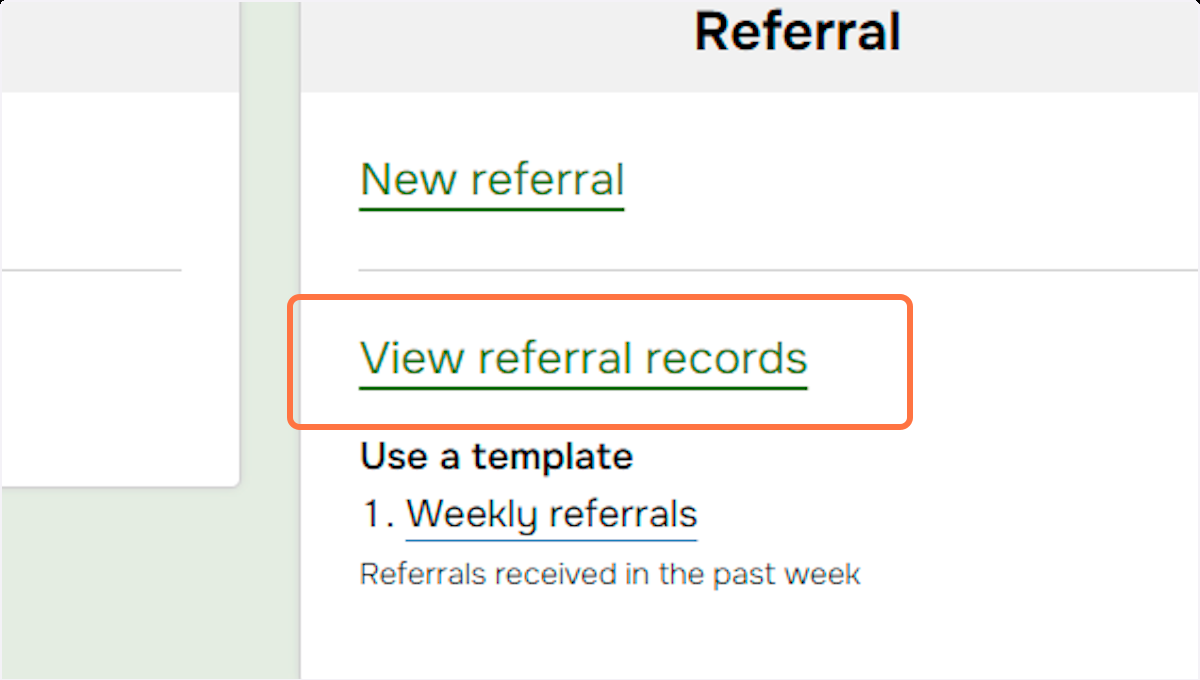 Referral
New referral
View referral records
Use a template
1. Weekly referrals
Referrals received in the past week